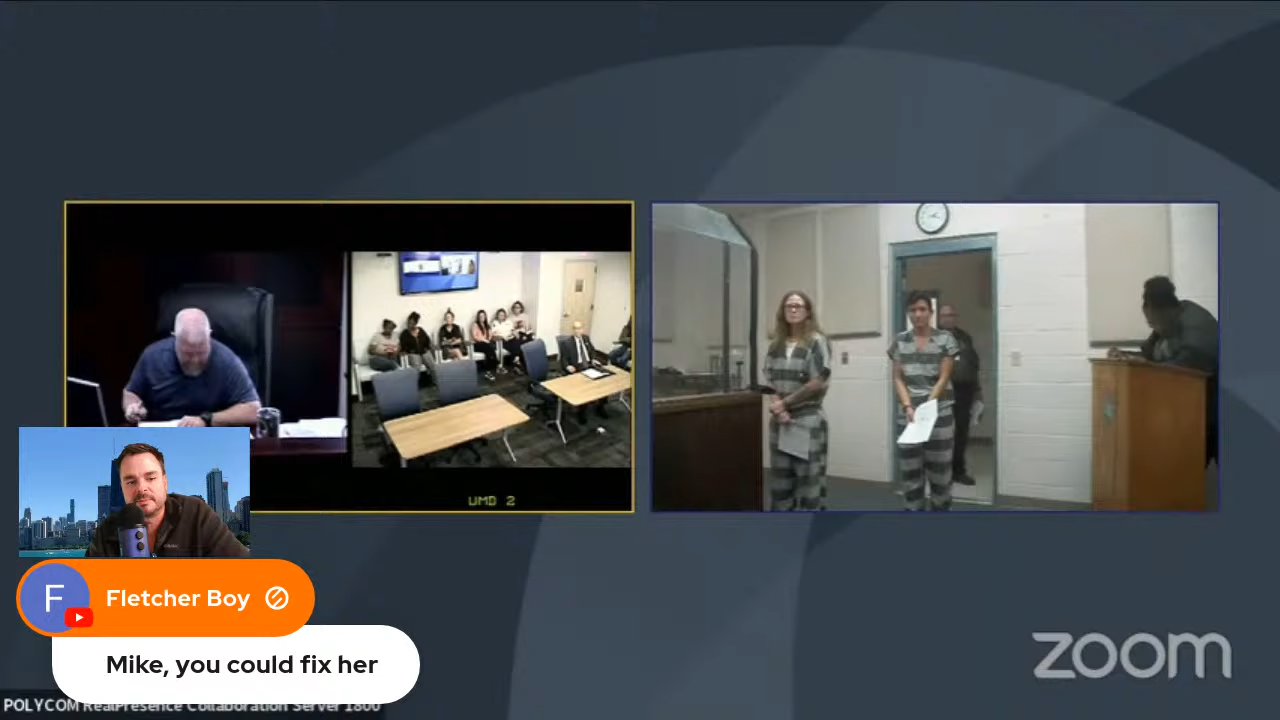 UMD 2
F
Fletcher Boy
Mike, you could fix her
zoom
POLYCOM RealPresence Collaboration Server 1800